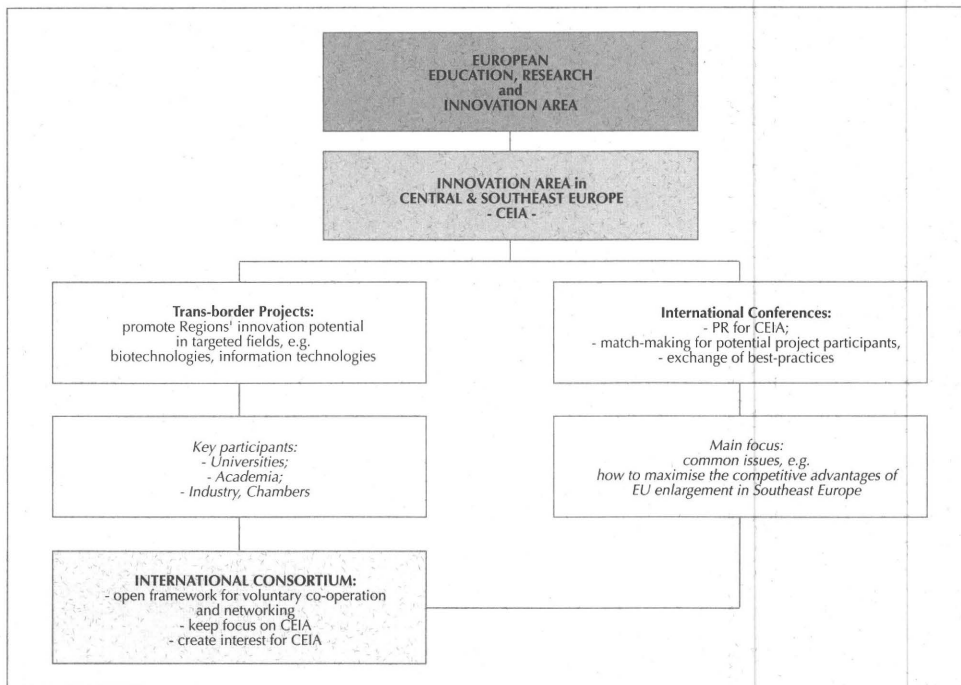 EUROPEAN
EDUCATION, RESEARCH
and
INNOVATION AREA
INNOVATION AREA in
CENTRAL & SOUTHEAST EUROPE
- CEIA -
Trans-border Projects:
promote Regions' innovation potential
in targeted fields, e.g.
biotechnologies, information technologies
International Conferences:
- PR for CEIA;
- match-making for potential project participants,
- exchange of best-practices
Key participants:
- Universities;
- Academia;
- Industry, Chambers
Main focus:
common issues, e.g.
how to maximise the competitive advantages of
EU enlargement in Southeast Europe
INTERNATIONAL CONSORTIUM:
- open framework for voluntary co-operation
and networking
- keep focus on CEIA
- create interest for CEIA